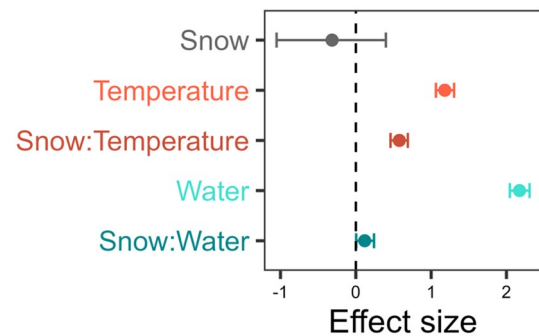 Snow
Temperature
Snow:Temperature
Water
Snow:Water
-1 0 1 2
Effect size